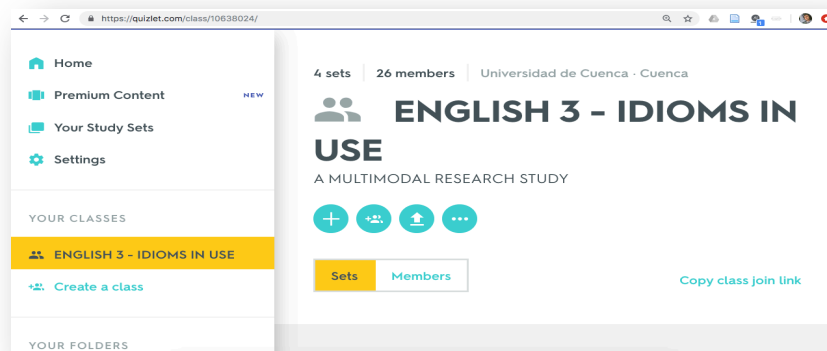 https://quizlet.com/class/10638024/
Home
Premium Content NEW
Your Study Sets
Settings
YOUR CLASSES
ENGLISH 3 - IDIOMS IN USE
Create a class
YOUR FOLDERS
4 sets 26 members Universidad de Cuenca · Cuenca
ENGLISH 3 - IDIOMS IN
USE
A MULTIMODAL RESEARCH STUDY
Sets Members
Copy class join link